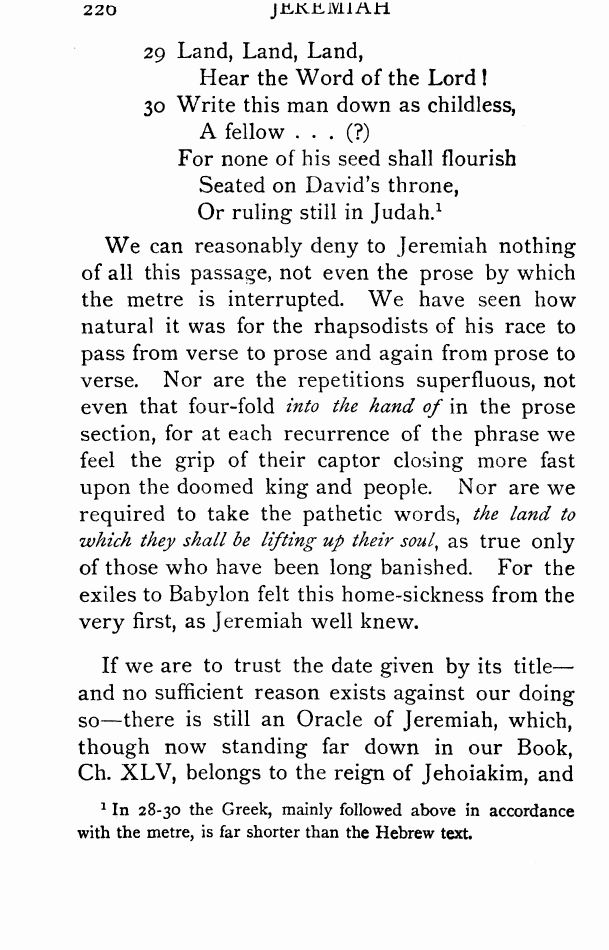 220 JEREMIAH
29 Land, Land, Land,
Hear the Word of the Lord!
30 Write this man down as childless,
A fellow . . . (?)
For none of his seed shall flourish
Seated on David's throne,
Or ruling still in Judah.¹
We can reasonably deny to Jeremiah nothing
of all this passage, not even the prose by which
the metre is interrupted. We have seen how
natural it was for the rhapsodists of his race to
pass from verse to prose and again from prose to
verse. Nor are the repetitions superfluous, not
even that four-fold into the hand of in the prose
section, for at each recurrence of the phrase we
feel the grip of their captor closing more fast
upon the doomed king and people. Nor are we
required to take the pathetic words, the land to
which they shall be lifting up their soul, as true only
of those who have been long banished. For the
exiles to Babylon felt this home-sickness from the
very first, as Jeremiah well knew.
If we are to trust the date given by its title—
and no sufficient reason exists against our doing
so—there is still an Oracle of Jeremiah, which,
though now standing far down in our Book,
Ch. XLV, belongs to the reign of Jehoiakim, and
¹ In 28-30 the Greek, mainly followed above in accordance
with the metre, is far shorter than the Hebrew text.